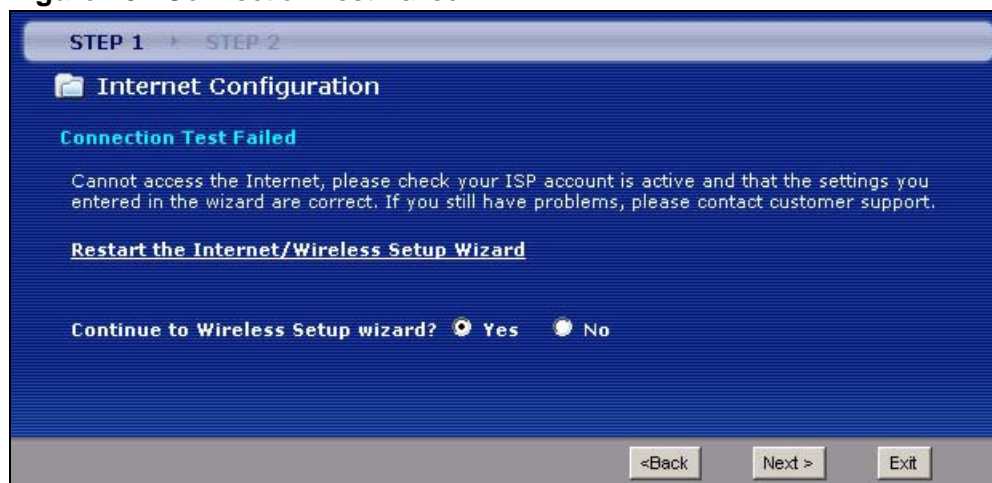 STEP 1 STEP 2
Internet Configuration
Connection Test Failed
Cannot access the Internet, please check your ISP account is active and that the settings you
entered in the wizard are correct. If you still have problems, please contact customer support.
Restart the Internet/Wireless Setup Wizard
Continue to Wireless Setup wizard? Yes No
<Back Next > Exit